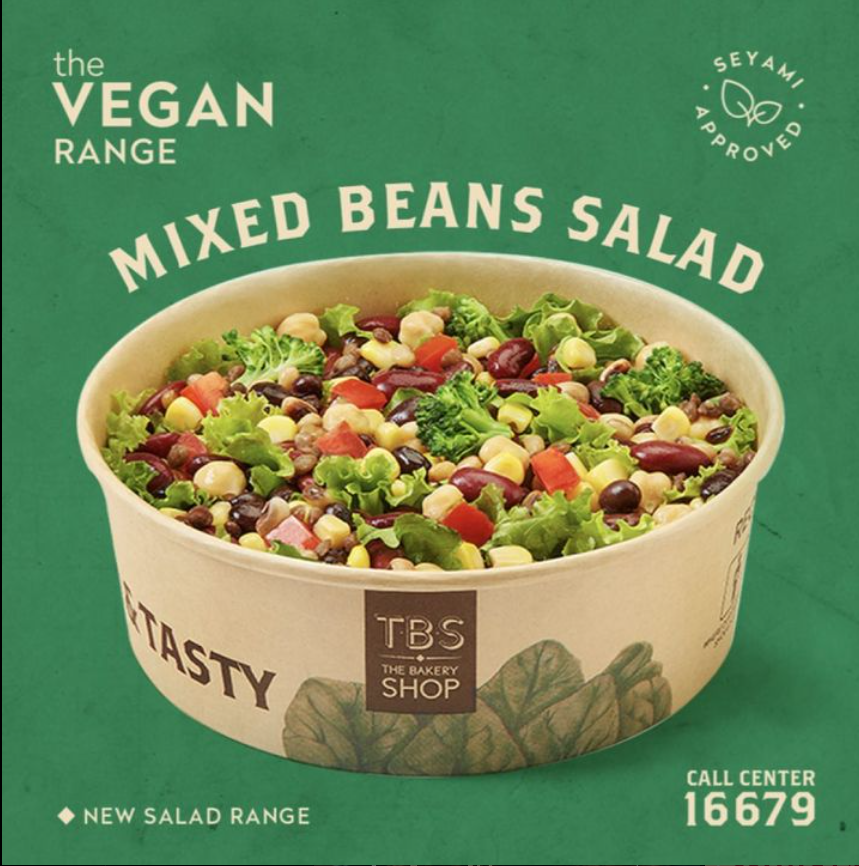 the
VEGAN
RANGE
SEYAMI
APPROVED
MIXED BEANS SALAD
& TASTY
TBS
THE BAKERY
SHOP
NEW SALAD RANGE
CALL CENTER
16679